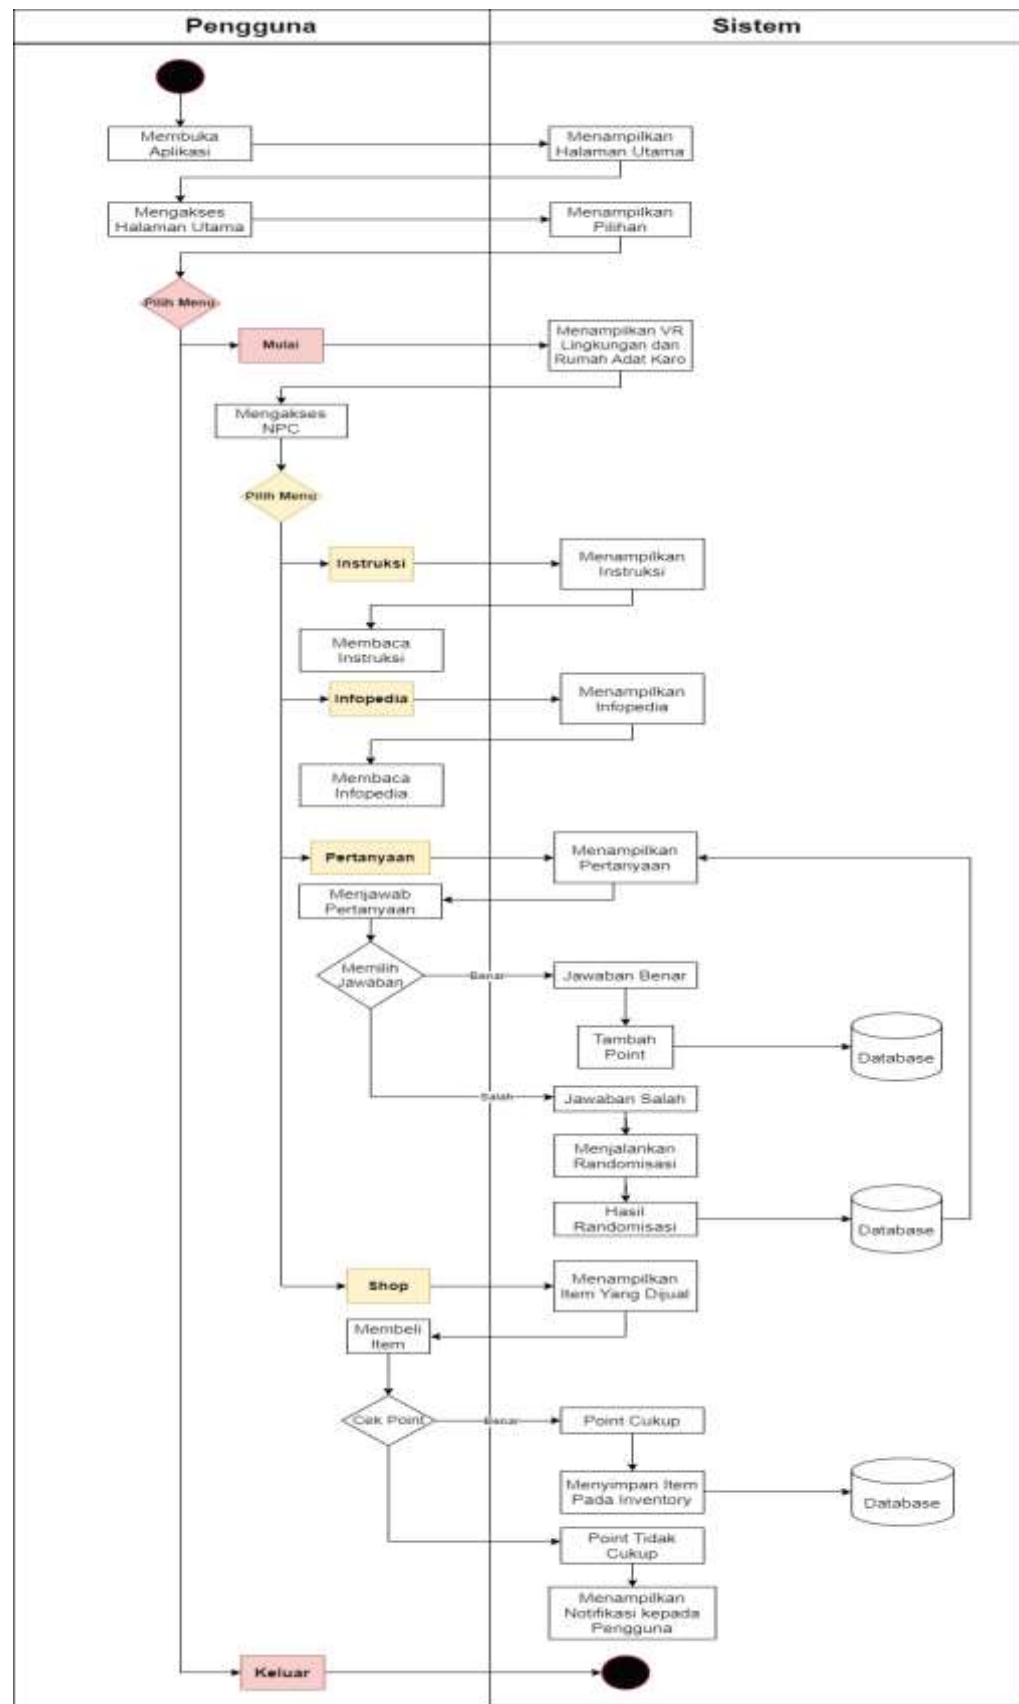 Pengguna
Sistem
Membuka
Aplikasi
Menampilkan
Halaman Utama
Mengakses
Halaman Utama
Menampilkan
Pilihan
Pilih Menu
Mulai
Menampilkan VR
Lingkungan dan
Rumah Adat Karo
Mengakses
NPC
Pilih Menu
Instruksi
Menampilkan
Instruksi
Membaca
Instruksi
Infopedia
Menampilkan
Infopedia
Membaca
Infopedia
Pertanyaan
Menampilkan
Pertanyaan
Menjawab
Pertanyaan
Memilih
Jawaban
Benar
Jawaban Benar
Tambah
Point
Database
Salah
Jawaban Salah
Menjalankan
Randomisasi
Hasil
Randomisasi
Database
Shop
Menampilkan
Item Yang Dijual
Membeli
Item
Cek Point
Benar
Point Cukup
Menyimpan Item
Pada Inventory
Database
Point Tidak
Cukup
Menampilkan
Notifikasi kepada
Pengguna
Keluar